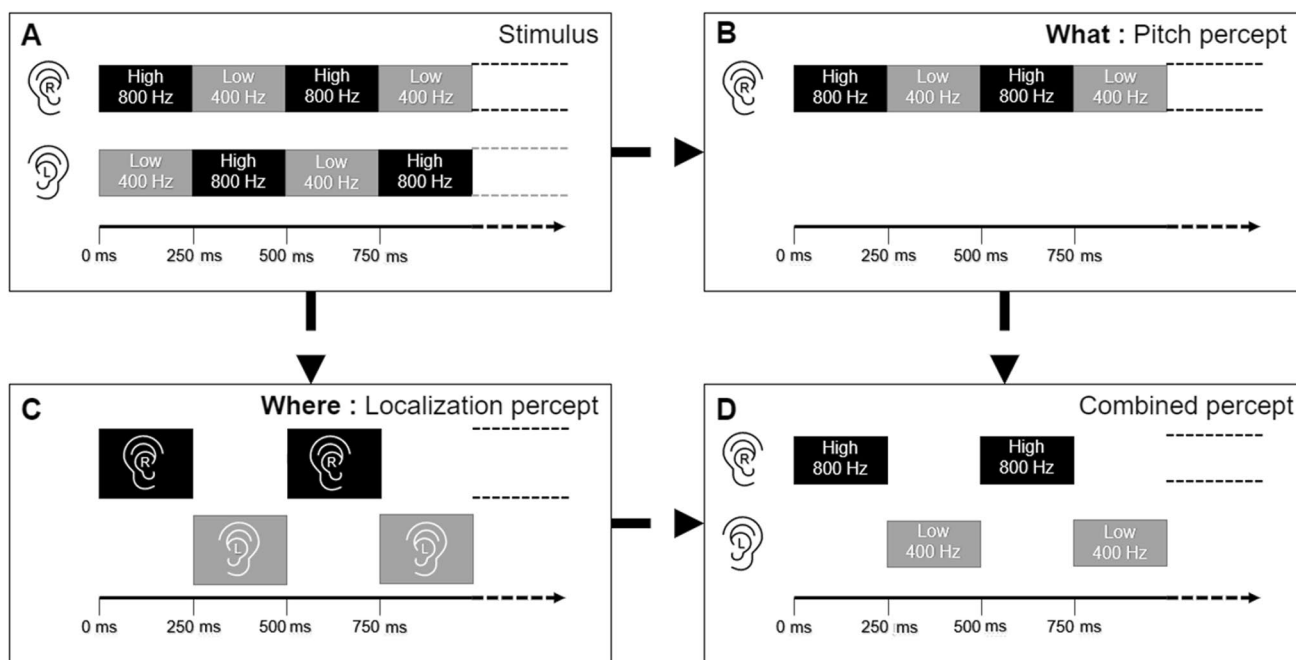 A
Stimulus
R
High
800 Hz
Low
400 Hz
High
800 Hz
Low
400 Hz
L
Low
400 Hz
High
800 Hz
Low
400 Hz
High
800 Hz
0 ms
250 ms
500 ms
750 ms
B
What : Pitch percept
R
High
800 Hz
Low
400 Hz
High
800 Hz
Low
400 Hz
0 ms
250 ms
500 ms
750 ms
C
Where : Localization percept
R
R
L
L
0 ms
250 ms
500 ms
750 ms
D
Combined percept
R
High
800 Hz
High
800 Hz
L
Low
400 Hz
Low
400 Hz
0 ms
250 ms
500 ms
750 ms